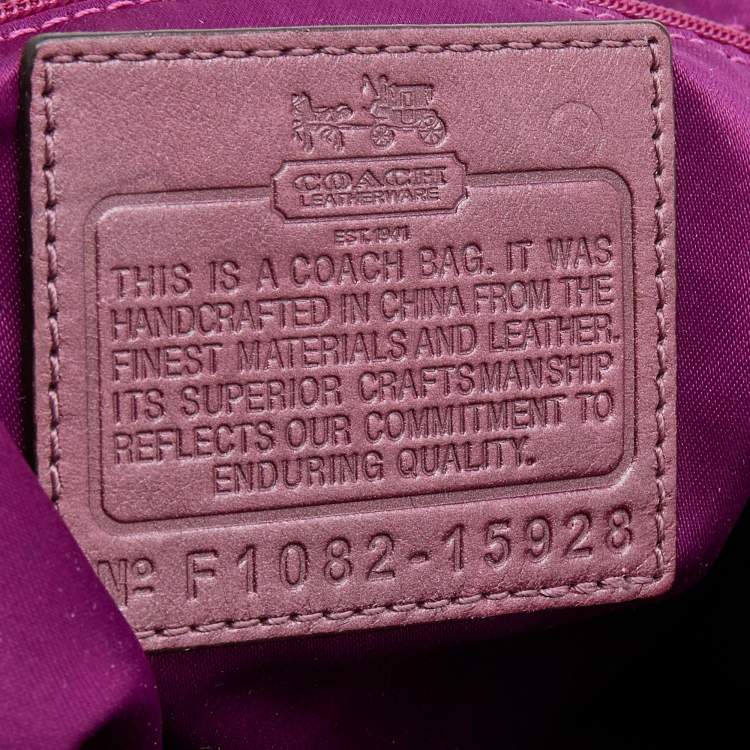 COACH
LEATHERWARE
EST. 1941
THIS IS A COACH BAG. IT WAS
HANDCRAFTED IN CHINA FROM THE
FINEST MATERIALS AND LEATHER.
ITS SUPERIOR CRAFTSMANSHIP
REFLECTS OUR COMMITMENT TO
ENDURING QUALITY.
Nº F1082-15928